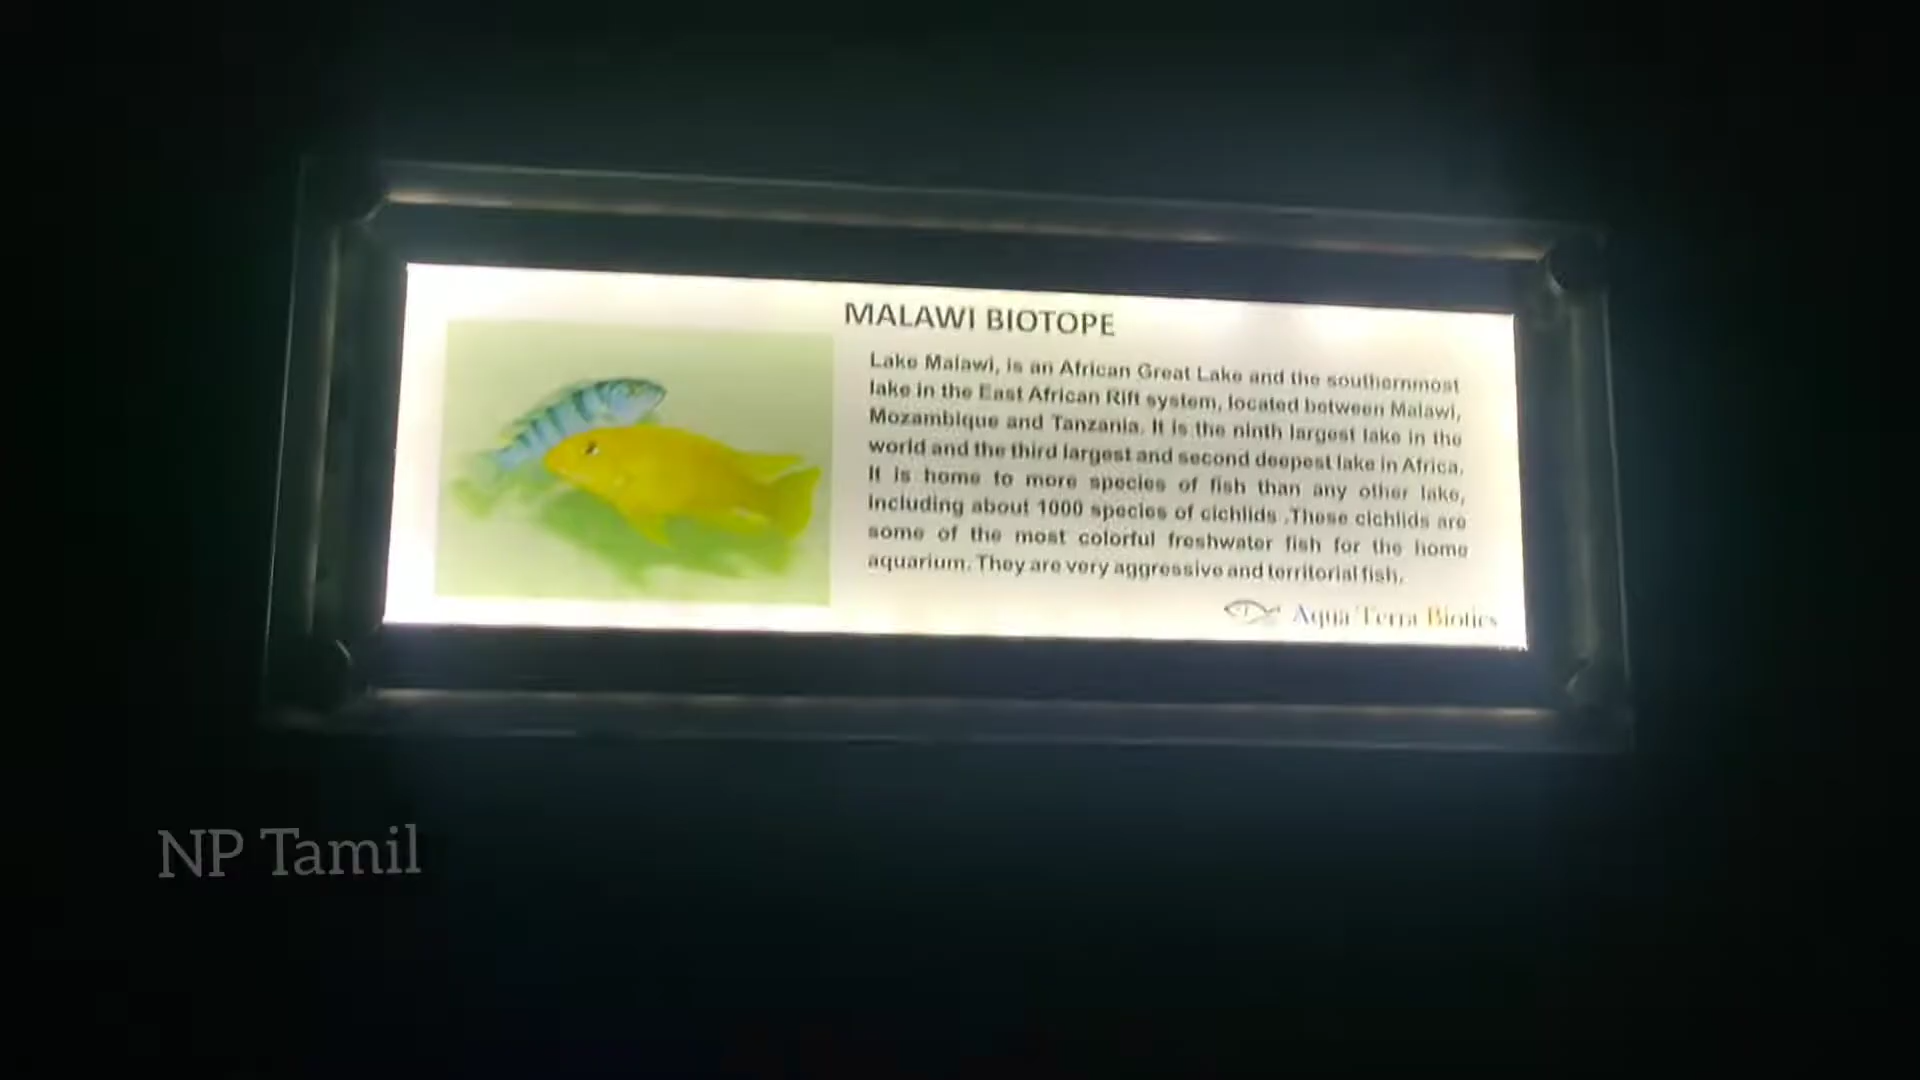 MALAWI BIOTOPE
Lake Malawi, is an African Great Lake and the southernmost
lake in the East African Rift system, located between Malawi,
Mozambique and Tanzania. It is the ninth largest lake in the
world and the third largest and second deepest lake in Africa.
It is home to more species of fish than any other lake,
including about 1000 species of cichlids .These cichlids are
some of the most colorful freshwater fish for the home
aquarium. They are very aggressive and territorial fish.
Aqua Terra Biotics
NP Tamil